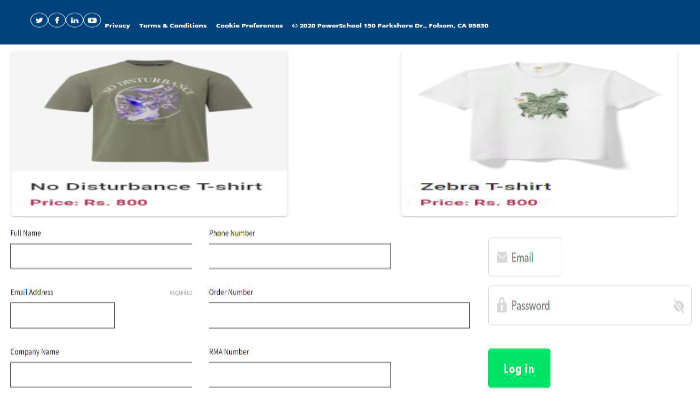 Privacy Terms & Conditions Cookie Preferences © 2020 PowerSchool 150 Parkshore Dr., Folsom, CA 95630
NO DISTURBANCE
No Disturbance T-shirt
Price: Rs. 800
Zebra T-shirt
Price: Rs. 800
Full Name
Phone Number
Email Address
REQUIRED
Order Number
Company Name
RMA Number
Email
Password
Log in